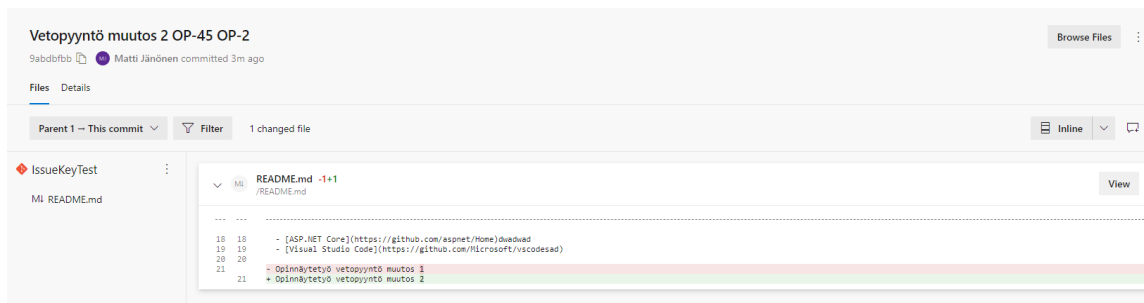 Vetopyyntö muutos 2 OP-45 OP-2
Browse Files
9abdbfbb MJ Matti Jänönen committed 3m ago
Files Details
Parent 1 → This commit Filter 1 changed file Inline
IssueKeyTest
M↓ README.md
M↓ README.md -1+1
/README.md
View
18 18 - [ASP.NET Core](https://github.com/aspnet/Home)dwadwad
19 19 - [Visual Studio Code](https://github.com/Microsoft/vscodesad)
20 20
21 - Opinnäytetyö vetopyyntö muutos 1
21 + Opinnäytetyö vetopyyntö muutos 2